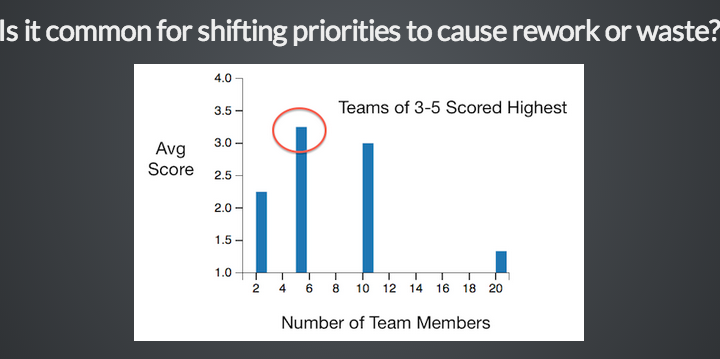 Is it common for shifting priorities to cause rework or waste?
Teams of 3-5 Scored Highest
Avg
Score
4.0
3.5
3.0
2.5
2.0
1.5
1.0
2 4 6 8 10 12 14 16 18 20
Number of Team Members